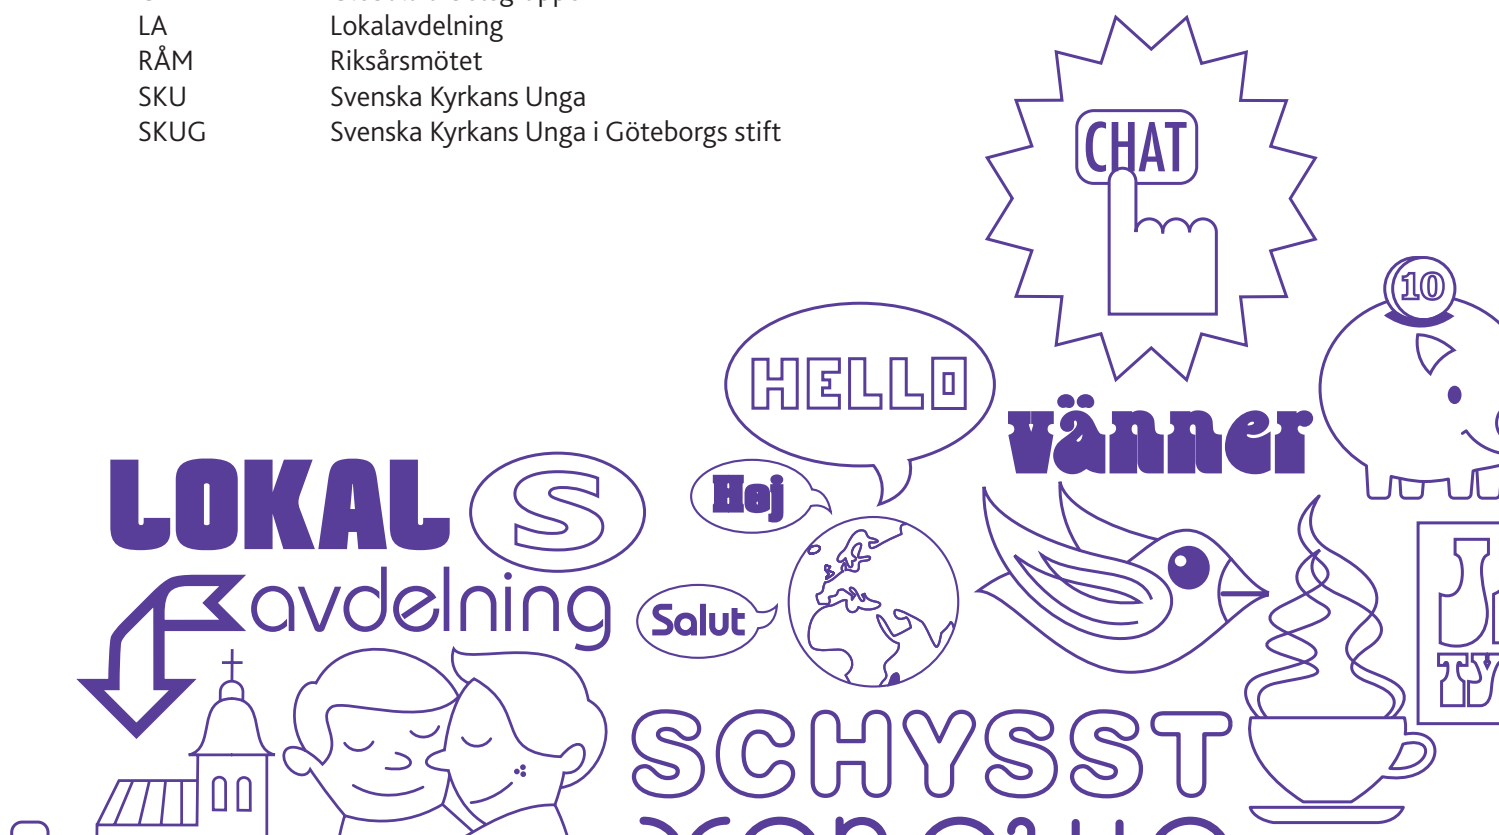 LA Lokalavdelning
RÅM Riksårsmötet
SKU Svenska Kyrkans Unga
SKUG Svenska Kyrkans Unga i Göteborgs stift
CHAT
10
HELLO
vänner
LOKAL S
Hej
avdelning
Salut
SCHYSST